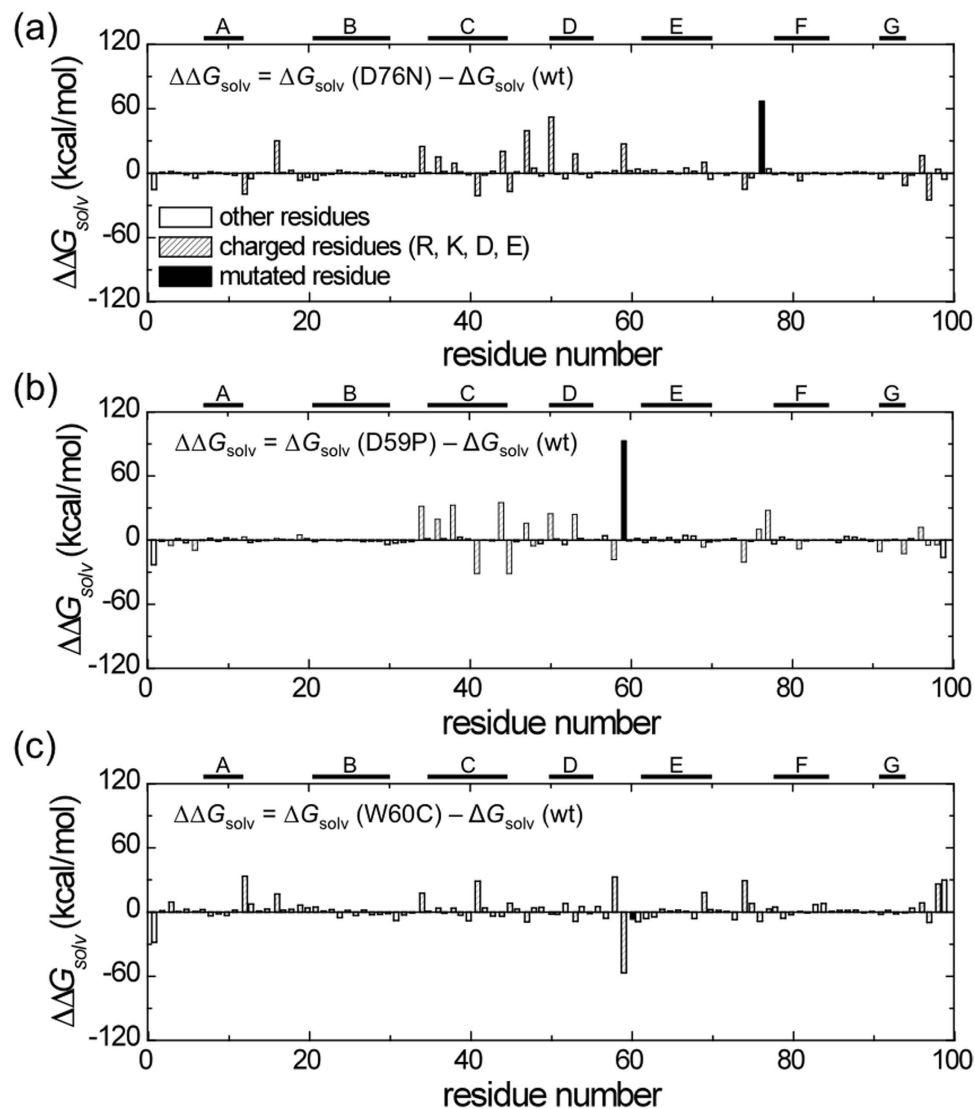 (a)
A B C D E F G
120
ΔΔGsolv = ΔGsolv (D76N) – ΔGsolv (wt)
60
0
other residues
charged residues (R, K, D, E)
-60
mutated residue
-120
ΔΔGsolv (kcal/mol)
0 20 40 60 80 100
residue number
(b)
A B C D E F G
120
ΔΔGsolv = ΔGsolv (D59P) – ΔGsolv (wt)
60
0
-60
-120
ΔΔGsolv (kcal/mol)
0 20 40 60 80 100
residue number
(c)
A B C D E F G
120
ΔΔGsolv = ΔGsolv (W60C) – ΔGsolv (wt)
60
0
-60
-120
ΔΔGsolv (kcal/mol)
0 20 40 60 80 100
residue number